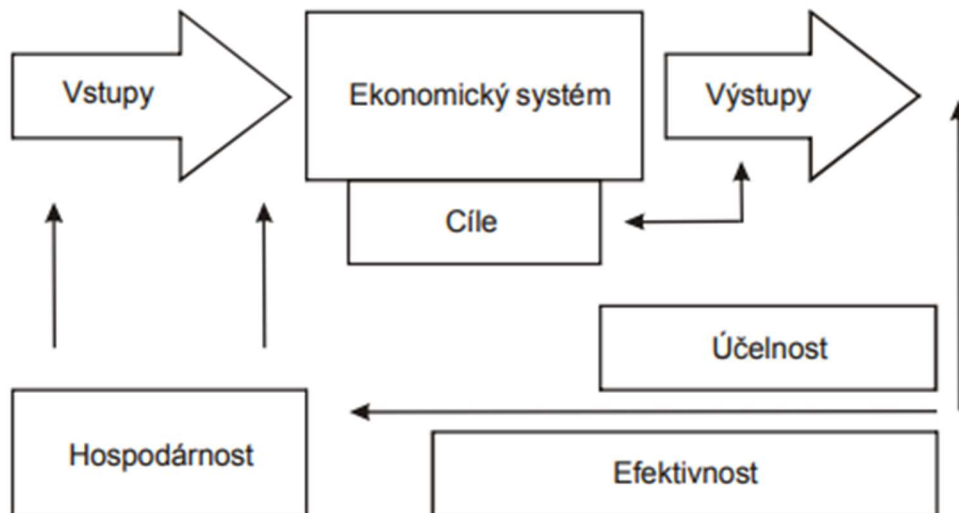 Vstupy
Ekonomický systém
Výstupy
Cíle
Účelnost
Hospodárnost
Efektivnost